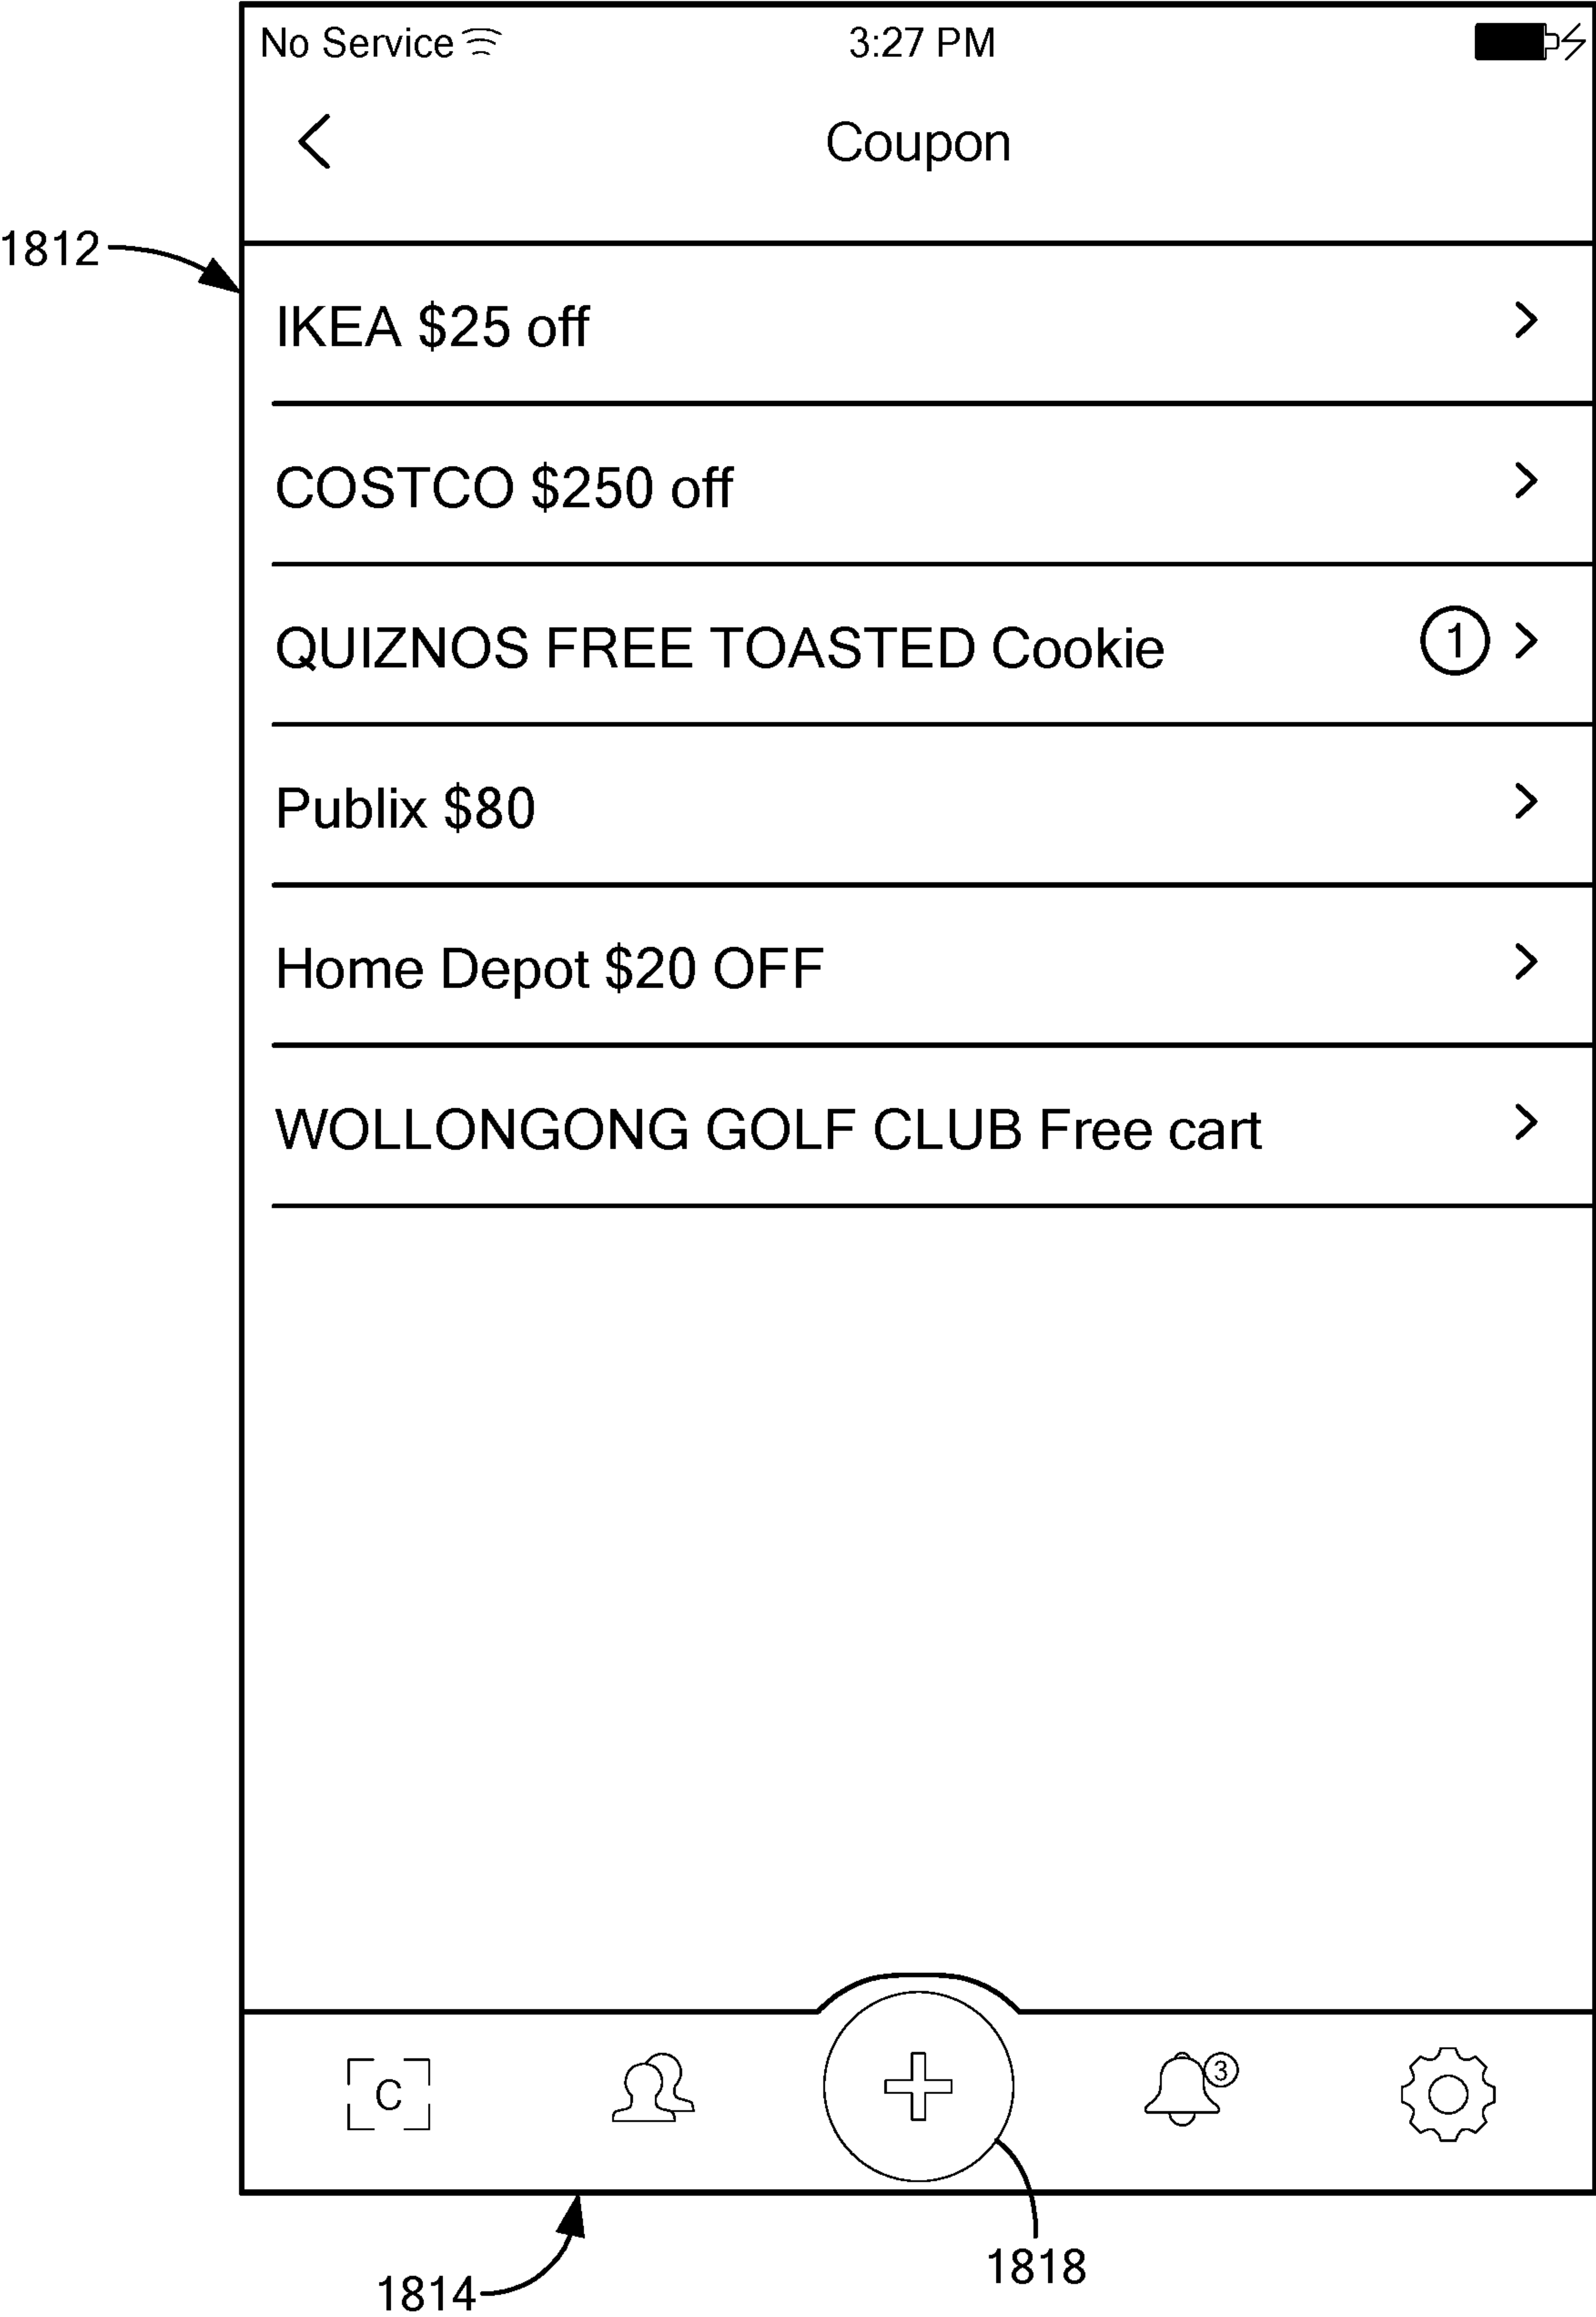 No Service 3:27 PM
Coupon
1812
IKEA $25 off
COSTCO $250 off
QUIZNOS FREE TOASTED Cookie 1
Publix $80
Home Depot $20 OFF
WOLLONGONG GOLF CLUB Free cart
C 3
1818
1814